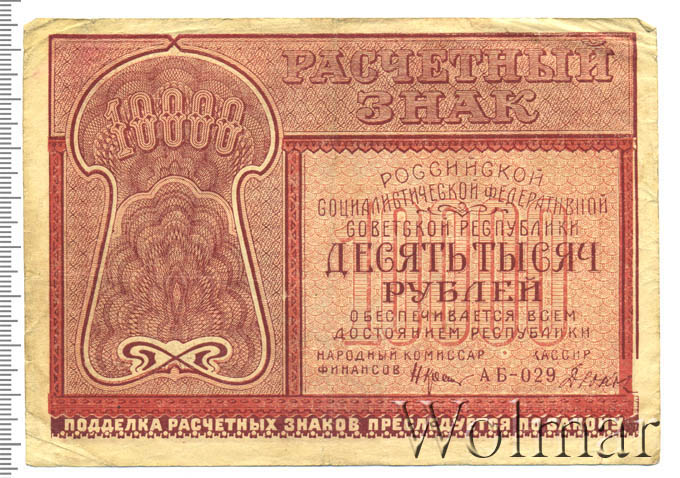 РАСЧЕТНЫЙ
ЗНАК
10000
РОССИЙСКОЙ
СОЦИАЛИСТИЧЕСКОЙ ФЕДЕРАТИВНОЙ
СОВЕТСКОЙ РЕСПУБЛИКИ
10000
ДЕСЯТЬ ТЫСЯЧ
РУБЛЕЙ
ОБЕСПЕЧИВАЕТСЯ ВСЕМ
ДОСТОЯНИЕМ РЕСПУБЛИКИ
НАРОДНЫЙ КОМИССАР КАССИР
ФИНАНСОВ АБ-029
ПОДДЕЛКА РАСЧЕТНЫХ ЗНАКОВ ПРЕСЛЕДУЕТСЯ ПО ЗАКОНУ
Wolmar